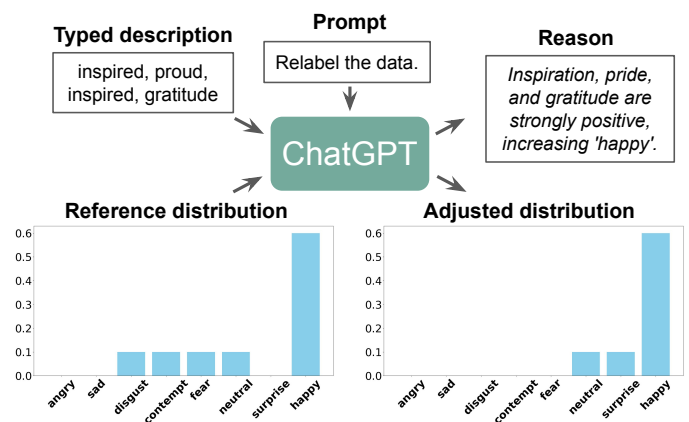 Typed description
inspired, proud,
inspired, gratitude
Prompt
Relabel the data.
Reason
Inspiration, pride,
and gratitude are
strongly positive,
increasing 'happy'.
ChatGPT
Reference distribution
0.6
0.5
0.4
0.3
0.2
0.1
0.0
angry
sad
disgust
contempt
fear
neutral
surprise
happy
Adjusted distribution
0.6
0.5
0.4
0.3
0.2
0.1
0.0
angry
sad
disgust
contempt
fear
neutral
surprise
happy